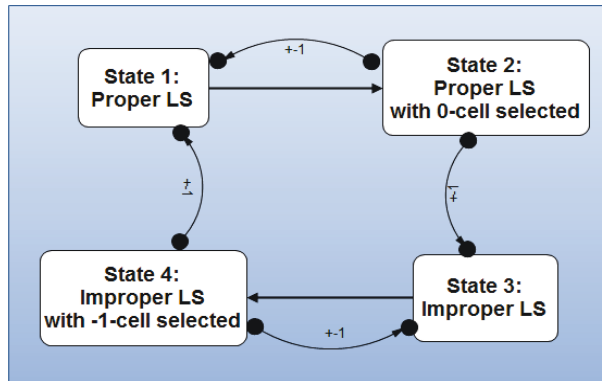 +-1
State 1:
Proper LS
State 2:
Proper LS
with 0-cell selected
+-1
+-1
State 4:
Improper LS
with -1-cell selected
State 3:
Improper LS
+-1